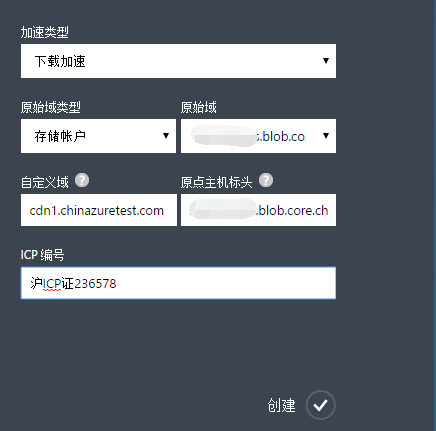 加速类型
下载加速
原始域类型 原始域
存储帐户 s.blob.co
自定义域 ? 原点主机标头 ?
cdn1.chinazuretest.com .blob.core.ch
ICP 编号
沪ICP证236578
创建